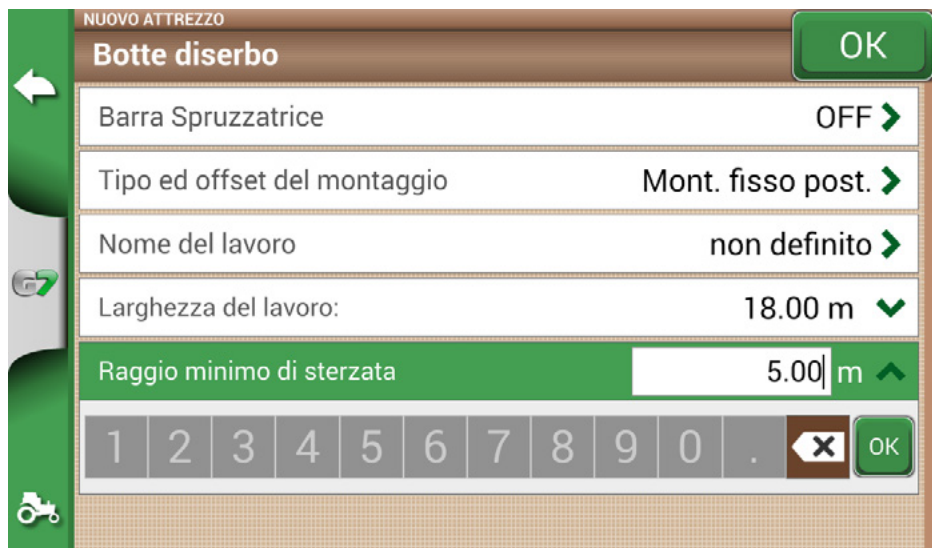 NUOVO ATTREZZO
Botte diserbo
OK
Barra Spruzzatrice OFF
Tipo ed offset del montaggio Mont. fisso post.
Nome del lavoro non definito
G7
Larghezza del lavoro: 18.00 m
Raggio minimo di sterzata 5.00 m
1 2 3 4 5 6 7 8 9 0 . OK